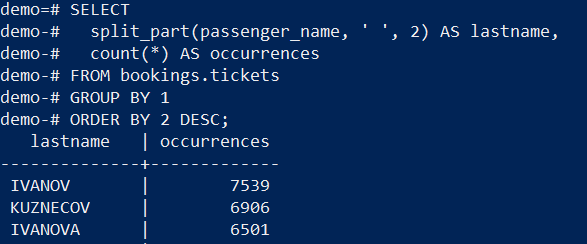 demo=# SELECT
demo-#   split_part(passenger_name, ' ', 2) AS lastname,
demo-#   count(*) AS occurrences
demo-# FROM bookings.tickets
demo-# GROUP BY 1
demo-# ORDER BY 2 DESC;
   lastname   | occurrences
--------------+-------------
 IVANOV       |        7539
 KUZNECOV     |        6906
 IVANOVA      |        6501